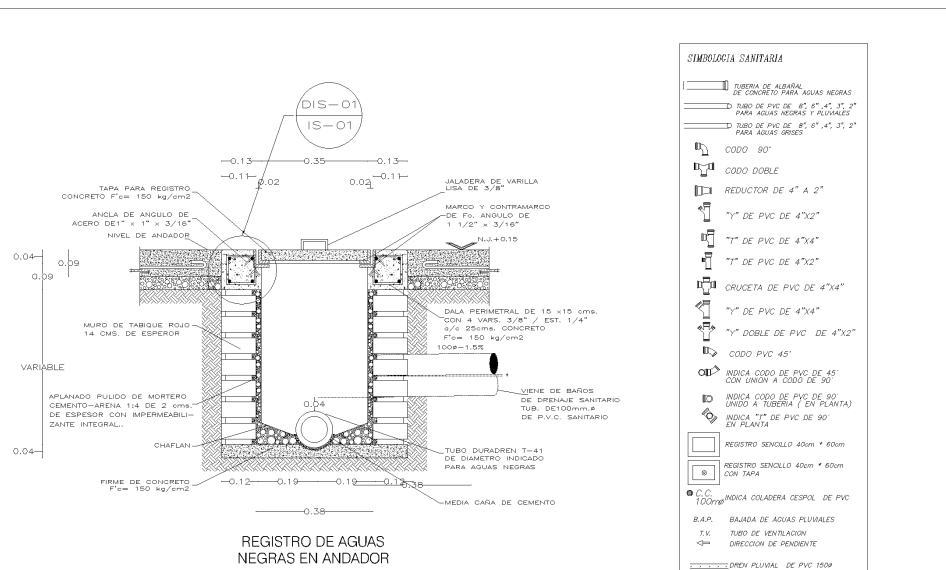 DIS-01
IS-01
0.13
0.35
0.13
0.11
0.02
0.02
0.11
TAPA PARA REGISTRO
CONCRETO F'c= 150 kg/cm2
ANCLA DE ANGULO DE
ACERO DE1" x 1" x 3/16"
NIVEL DE ANDADOR
JALADERA DE VARILLA
LISA DE 3/8"
MARCO Y CONTRAMARCO
DE Fo. ANGULO DE
1 1/2" x 3/16"
N.J.+0.15
0.04
0.09
0.09
DALA PERIMETRAL DE 15 x15 cms.
CON 4 VARS. 3/8" / EST. 1/4"
a/c 25cms. CONCRETO
F'c= 150 kg/cm2
100ø-1.5%
MURO DE TABIQUE ROJO
14 CMS. DE ESPEROR
VARIABLE
APLANADO PULIDO DE MORTERO
CEMENTO-ARENA 1:4 DE 2 cms.
DE ESPESOR CON IMPERMEABILI-
ZANTE INTEGRAL..
0.04
VIENE DE BAÑOS
DE DRENAJE SANITARIO
TUB. DE100mm.ø
DE P.V.C. SANITARIO
CHAFLAN
0.04
TUBO DURADREN T-41
DE DIAMETRO INDICADO
PARA AGUAS NEGRAS
FIRME DE CONCRETO
F'c= 150 kg/cm2
0.12
0.19
0.19
0.12
0.38
MEDIA CAÑA DE CEMENTO
0.38
REGISTRO DE AGUAS
NEGRAS EN ANDADOR
SIMBOLOGIA SANITARIA
TUBERIA DE ALBAÑAL
DE CONCRETO PARA AGUAS NEGRAS
TUBO DE PVC DE 8", 6" ,4", 3", 2"
PARA AGUAS NEGRAS Y PLUVIALES
TUBO DE PVC DE 8", 6" ,4", 3", 2"
PARA AGUAS GRISES
CODO 90°
CODO DOBLE
REDUCTOR DE 4" A 2"
"Y" DE PVC DE 4"X2"
"T" DE PVC DE 4"X4"
"T" DE PVC DE 4"X2"
CRUCETA DE PVC DE 4"X4"
"Y" DE PVC DE 4"X4"
"Y" DOBLE DE PVC DE 4"X2"
CODO PVC 45°
INDICA CODO DE PVC DE 45°
CON UNION A CODO DE 90°
INDICA CODO DE PVC DE 90°
UNIDO A TUBERIA ( EN PLANTA)
INDICA "T" DE PVC DE 90°
EN PLANTA
REGISTRO SENCILLO 40cm * 60cm
REGISTRO SENCILLO 40cm * 60cm
CON TAPA
C.C.
100mø INDICA COLADERA CESPOL DE PVC
B.A.P. BAJADA DE AGUAS PLUVIALES
T.V. TUBO DE VENTILACION
DIRECCION DE PENDIENTE
DREN PLUVIAL DE PVC 150ø